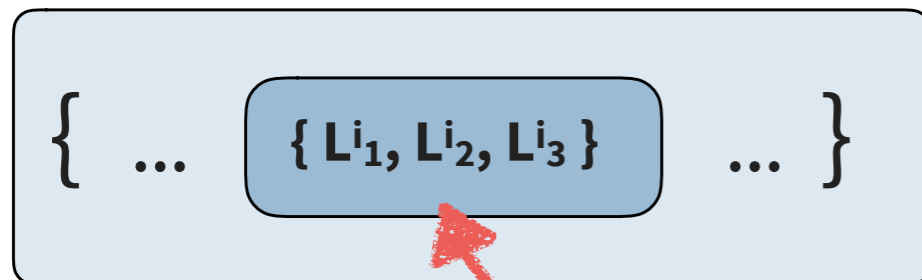 { ... { Lⁱ₁, Lⁱ₂, Lⁱ₃ } ... }